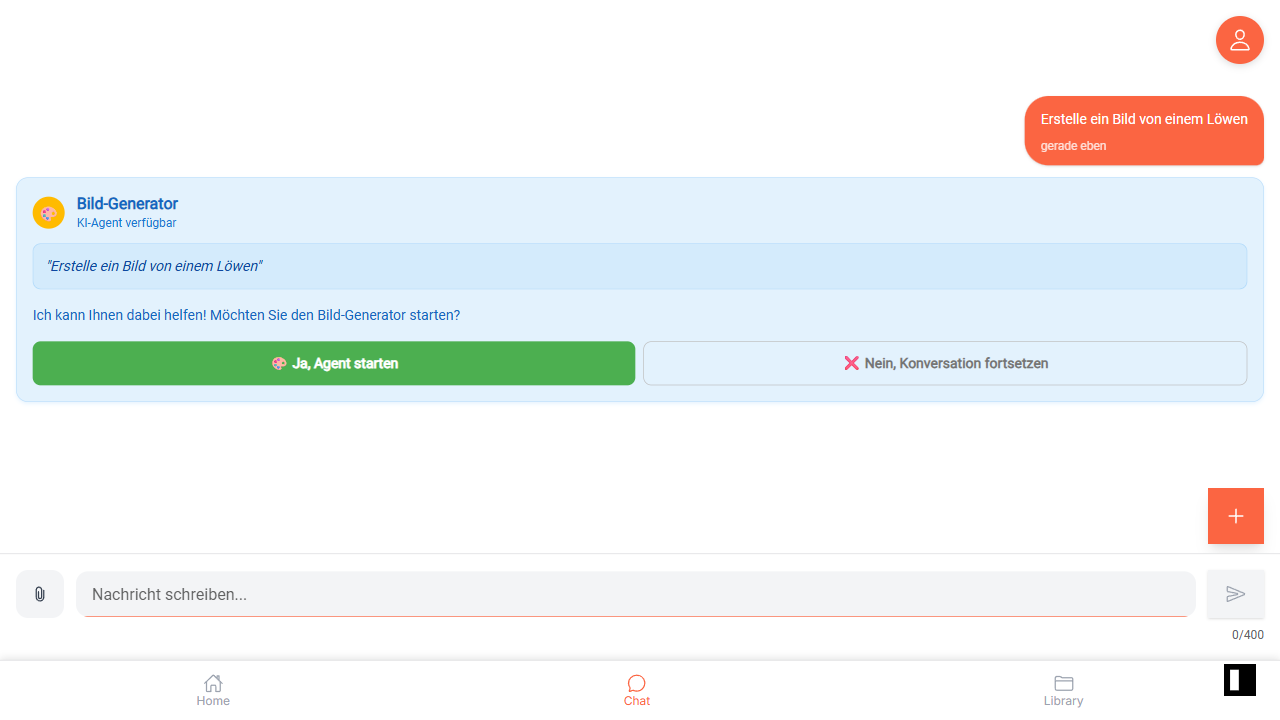 Erstelle ein Bild von einem Löwen
gerade eben
Bild-Generator
KI-Agent verfügbar
"Erstelle ein Bild von einem Löwen"
Ich kann Ihnen dabei helfen! Möchten Sie den Bild-Generator starten?
🎨 Ja, Agent starten
❌ Nein, Konversation fortsetzen
Nachricht schreiben...
0/400
Home
Chat
Library